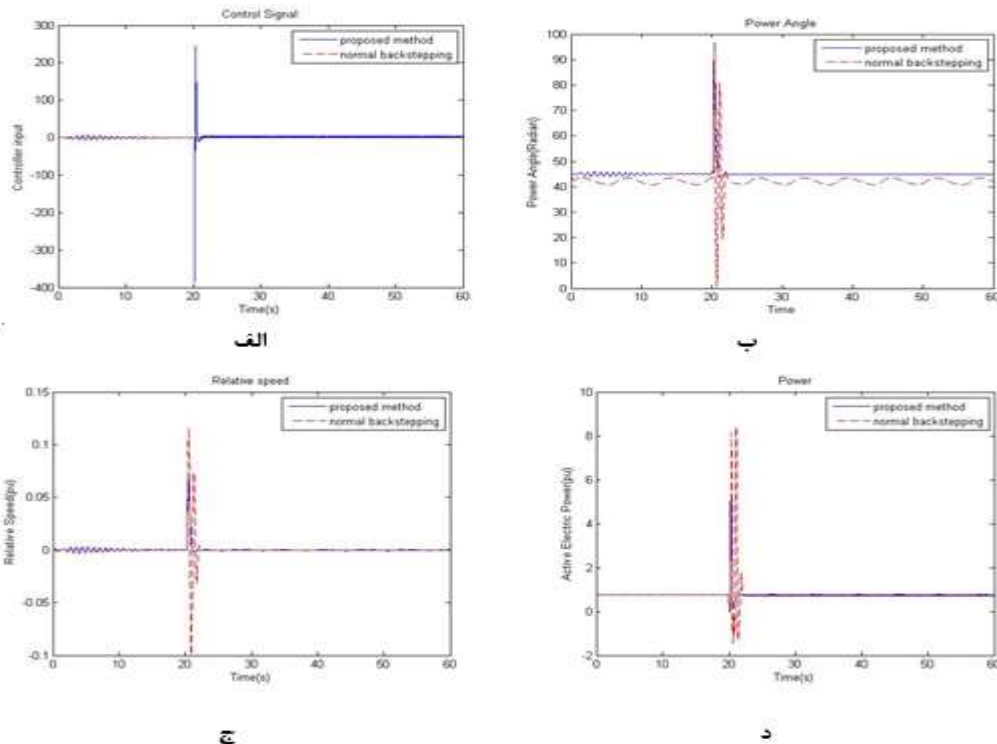 Control Signal
300
200
100
0
-100
-200
-300
-400
Controller input
proposed method
normal backstepping
0 10 20 30 40 50 60
Time(s)
الف
Power Angle
100
90
80
70
60
50
40
30
20
10
0
Power Angle(Radian)
proposed method
normal backstepping
0 10 20 30 40 50 60
Time
ب
Relative speed
0.15
0.1
0.05
0
-0.05
-0.1
Relative Speed(pu)
proposed method
normal backstepping
0 10 20 30 40 50 60
Time(s)
ج
Power
10
8
6
4
2
0
-2
Active Electric Power(pu)
proposed method
normal backstepping
0 10 20 30 40 50 60
Time(s)
د